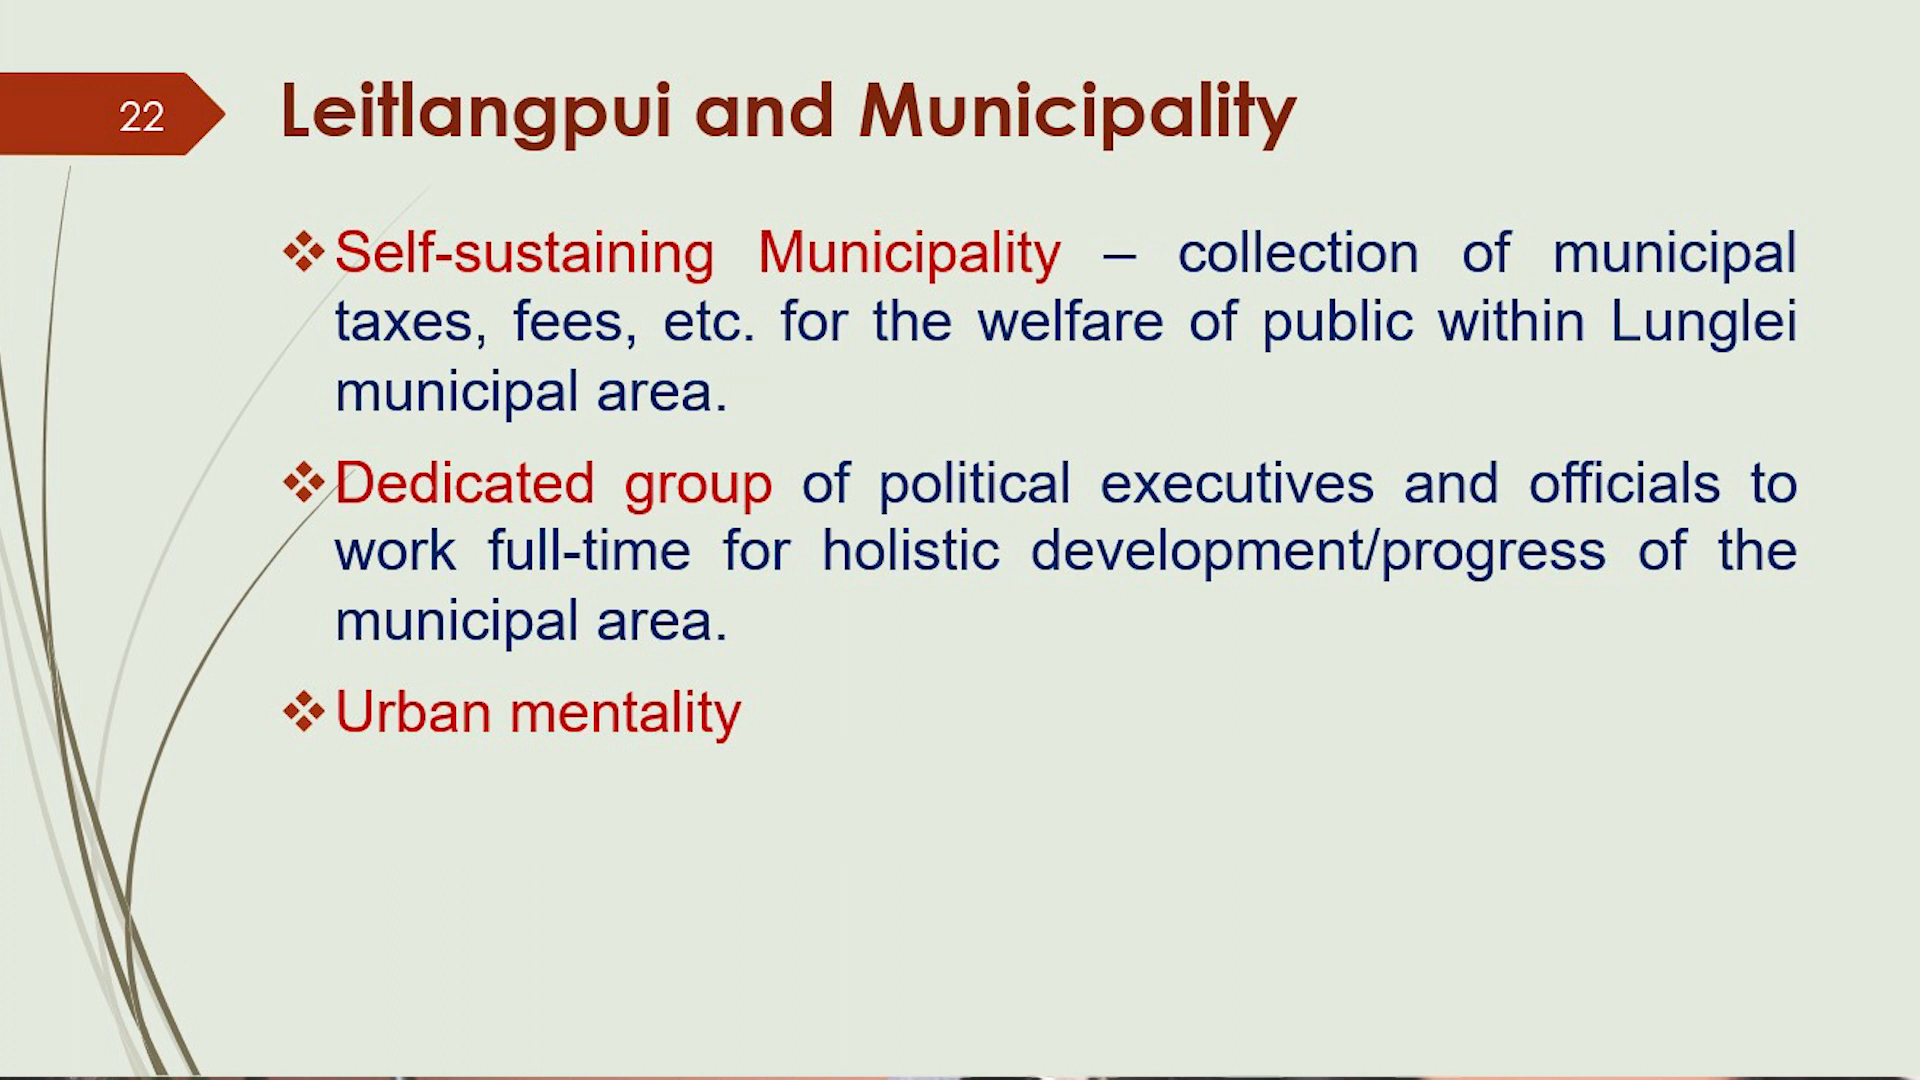 22
Leitlangpui and Municipality
❖Self-sustaining Municipality – collection of municipal
taxes, fees, etc. for the welfare of public within Lunglei
municipal area.
❖Dedicated group of political executives and officials to
work full-time for holistic development/progress of the
municipal area.
❖Urban mentality